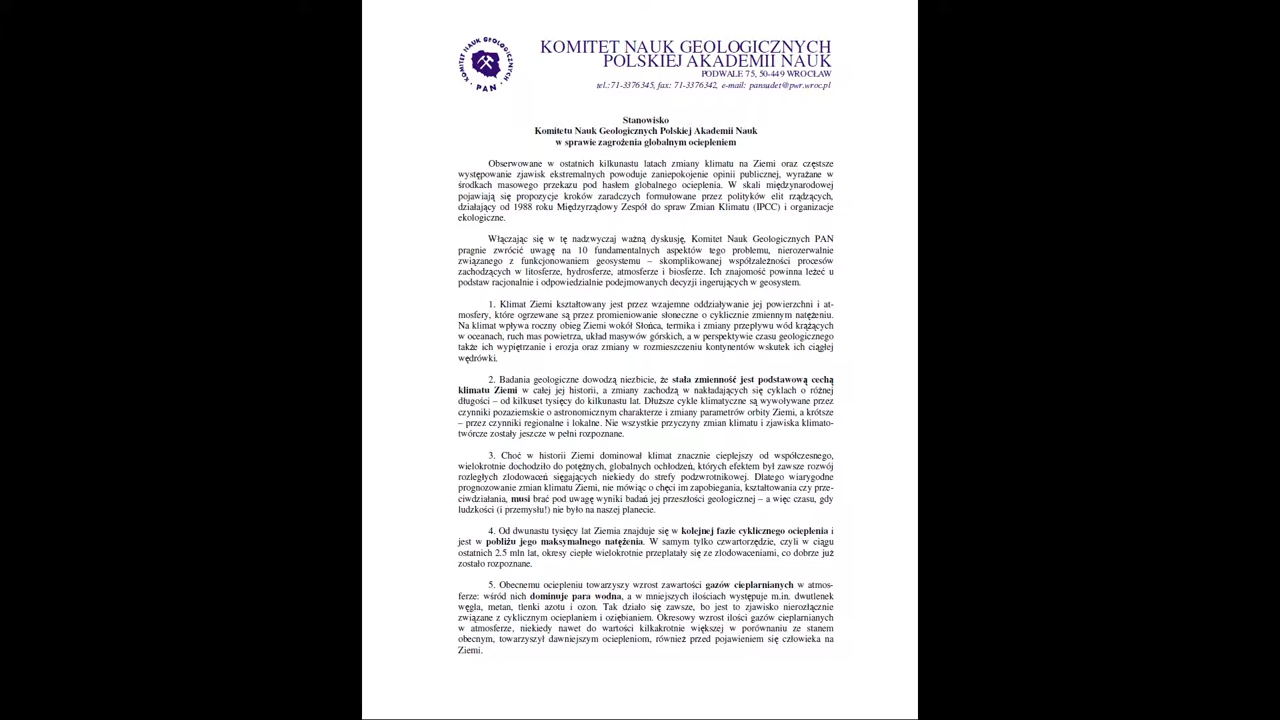 KOMITET NAUK GEOLOGICZNYCH
PAN
KOMITET NAUK GEOLOGICZNYCH
POLSKIEJ AKADEMII NAUK
PODWALE 75, 50-449 WROCŁAW
tel.:71-3376345, fax: 71-3376342, e-mail: pansudet@pwr.wroc.pl
Stanowisko
Komitetu Nauk Geologicznych Polskiej Akademii Nauk
w sprawie zagrożenia globalnym ociepleniem
Obserwowane w ostatnich kilkunastu latach zmiany klimatu na Ziemi oraz częstsze
występowanie zjawisk ekstremalnych powoduje zaniepokojenie opinii publicznej, wyrażane w
środkach masowego przekazu pod hasłem globalnego ocieplenia. W skali międzynarodowej
pojawiają się propozycje kroków zaradczych formułowane przez polityków elit rządzących,
działający od 1988 roku Międzyrządowy Zespół do spraw Zmian Klimatu (IPCC) i organizacje
ekologiczne.
Włączając się w tę nadzwyczaj ważną dyskusję, Komitet Nauk Geologicznych PAN
pragnie zwrócić uwagę na 10 fundamentalnych aspektów tego problemu, nierozerwalnie
związanego z funkcjonowaniem geosystemu – skomplikowanej współzależności procesów
zachodzących w litosferze, hydrosferze, atmosferze i biosferze. Ich znajomość powinna leżeć u
podstaw racjonalnie i odpowiedzialnie podejmowanych decyzji ingerujących w geosystem.
1. Klimat Ziemi kształtowany jest przez wzajemne oddziaływanie jej powierzchni i at-
mosfery, które ogrzewane są przez promieniowanie słoneczne o cyklicznie zmiennym natężeniu.
Na klimat wpływa roczny obieg Ziemi wokół Słońca, termika i zmiany przepływu wód krążących
w oceanach, ruch mas powietrza, układ masywów górskich, a w perspektywie czasu geologicznego
także ich wypiętrzanie i erozja oraz zmiany w rozmieszczeniu kontynentów wskutek ich ciągłej
wędrówki.
2. Badania geologiczne dowodzą niezbicie, że stała zmienność jest podstawową cechą
klimatu Ziemi w całej jej historii, a zmiany zachodzą w nakładających się cyklach o różnej
długości – od kilkuset tysięcy do kilkunastu lat. Dłuższe cykle klimatyczne są wywoływane przez
czynniki pozaziemskie o astronomicznym charakterze i zmiany parametrów orbity Ziemi, a krótsze
– przez czynniki regionalne i lokalne. Nie wszystkie przyczyny zmian klimatu i zjawiska klimato-
twórcze zostały jeszcze w pełni rozpoznane.
3. Choć w historii Ziemi dominował klimat znacznie cieplejszy od współczesnego,
wielokrotnie dochodziło do potężnych, globalnych ochłodzeń, których efektem był zawsze rozwój
rozległych zlodowaceń sięgających niekiedy do strefy podzwrotnikowej. Dlatego wiarygodne
prognozowanie zmian klimatu Ziemi, nie mówiąc o chęci im zapobiegania, kształtowania czy prze-
ciwdziałania, musi brać pod uwagę wyniki badań jej przeszłości geologicznej – a więc czasu, gdy
ludzkości (i przemysłu!) nie było na naszej planecie.
4. Od dwunastu tysięcy lat Ziemia znajduje się w kolejnej fazie cyklicznego ocieplenia i
jest w pobliżu jego maksymalnego natężenia. W samym tylko czwartorzędzie, czyli w ciągu
ostatnich 2.5 mln lat, okresy ciepłe wielokrotnie przeplatały się ze zlodowaceniami, co dobrze już
zostało rozpoznane.
5. Obecnemu ociepleniu towarzyszy wzrost zawartości gazów cieplarnianych w atmos-
ferze: wśród nich dominuje para wodna, a w mniejszych ilościach występuje m.in. dwutlenek
węgla, metan, tlenki azotu i ozon. Tak działo się zawsze, bo jest to zjawisko nierozłącznie
związane z cyklicznym ociepleniem i oziębianiem. Okresowy wzrost ilości gazów cieplarnianych
w atmosferze, niekiedy nawet do wartości kilkakrotnie większej w porównaniu ze stanem
obecnym, towarzyszył dawniejszym ociepleniom, również przed pojawieniem się człowieka na
Ziemi.